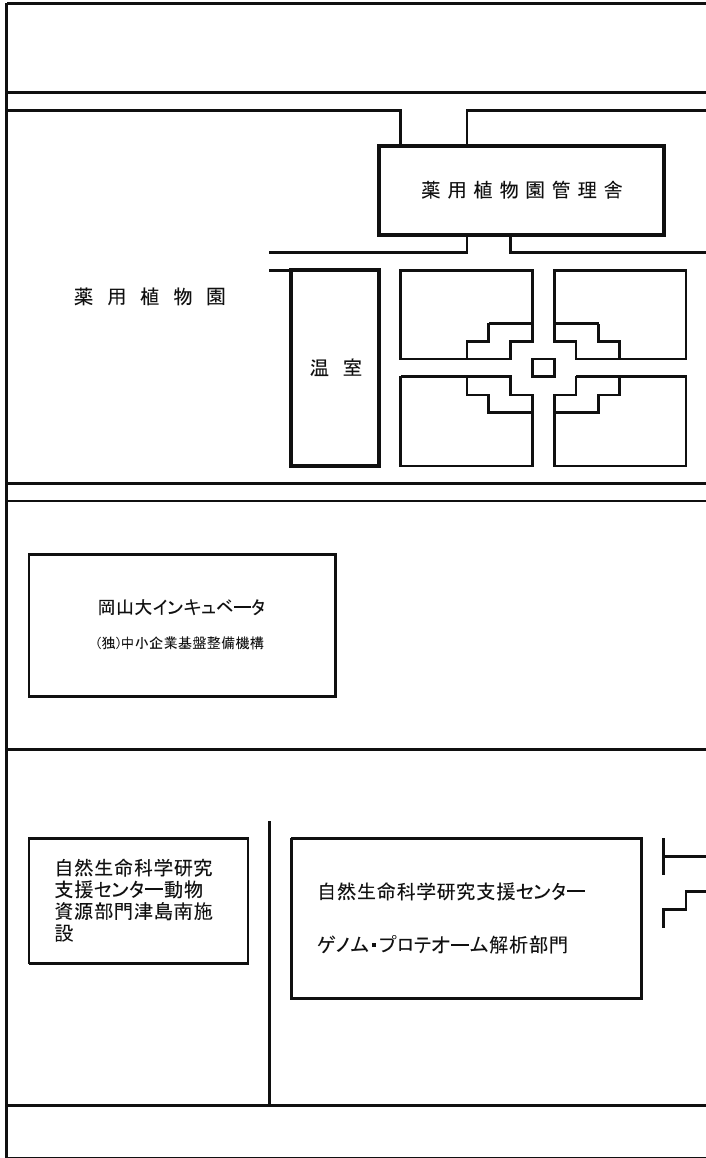 薬用植物園管理舎
薬用植物園
温室
岡山大インキュベータ
(独)中小企業基盤整備機構
自然生命科学研究
支援センター動物
資源部門津島南施
設
自然生命科学研究支援センター
ゲノム・プロテオーム解析部門